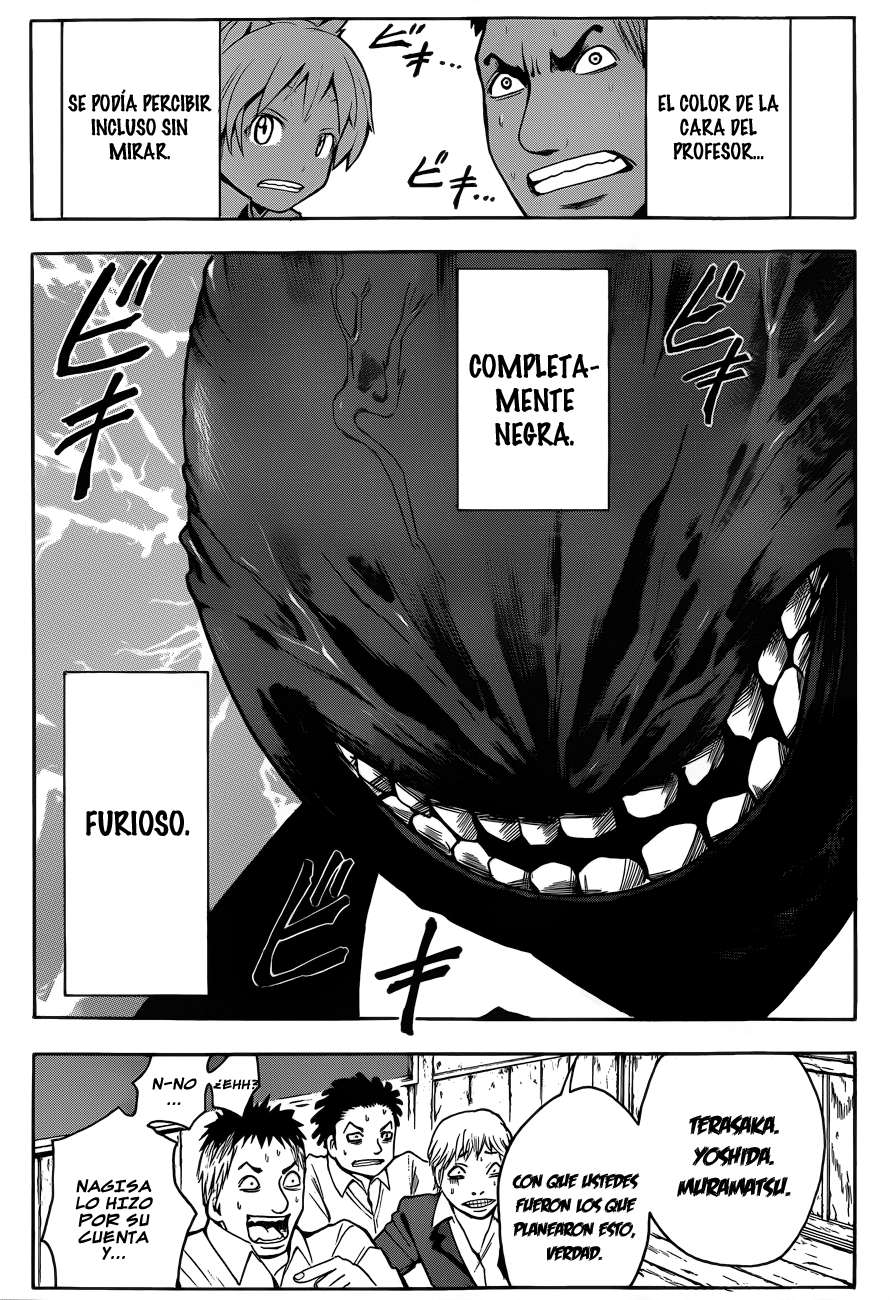 EL COLOR DE LA
CARA DEL
PROFESOR...
ビキ...
ビキ...
SE PODÍA PERCIBIR
INCLUSO SIN
MIRAR.
ビキ
COMPLETA-
MENTE
NEGRA.
ビキ
FURIOSO.
ビキ
TERASAKA.
YOSHIDA.
MURAMATSU.
CON QUE USTEDES
FUERON LOS QUE
PLANEARON ESTO,
VERDAD.
¿EHH?
N-NO
...
NAGISA
LO HIZO
POR SU
CUENTA
Y...